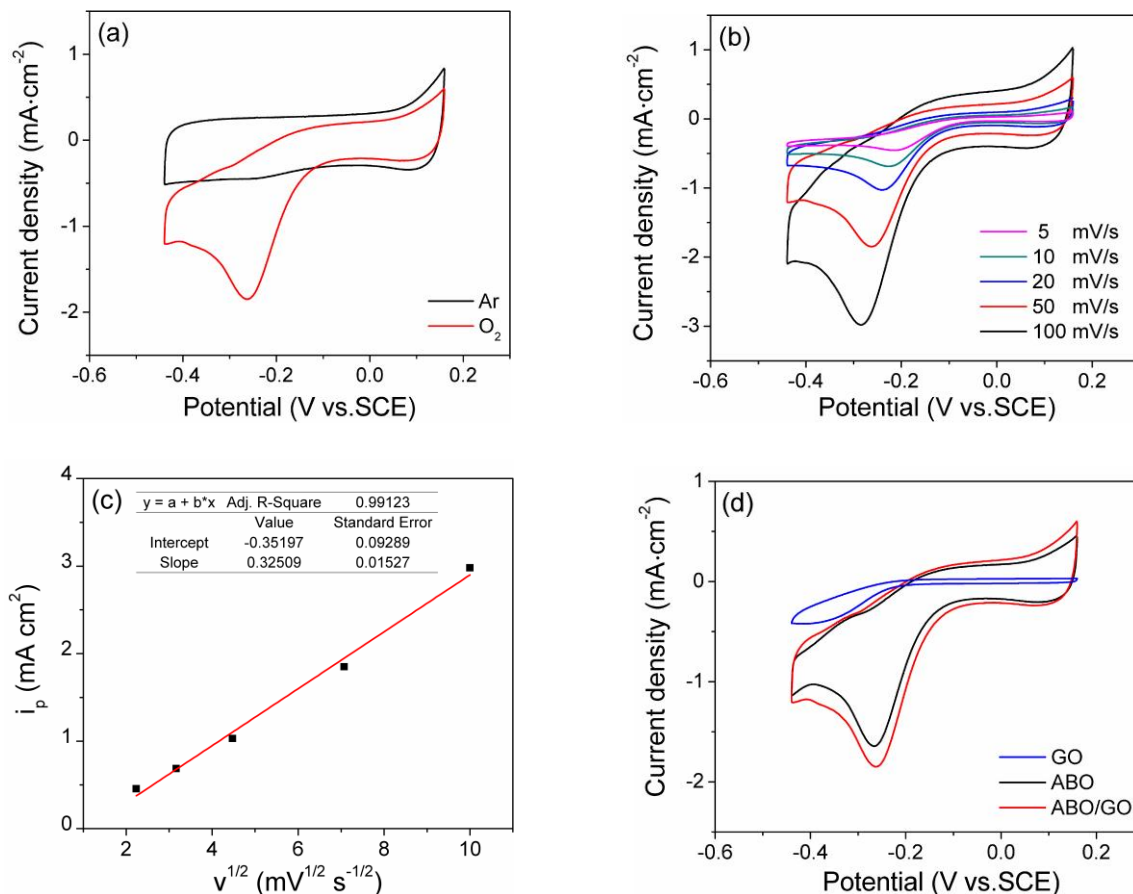 (a)
Current density (mA·cm⁻²)
1
0
-1
-2
-0.6 -0.4 -0.2 0.0 0.2
Potential (V vs.SCE)
Ar
O₂
(b)
Current density (mA·cm⁻²)
1
0
-1
-2
-3
-0.6 -0.4 -0.2 0.0 0.2
Potential (V vs.SCE)
5 mV/s
10 mV/s
20 mV/s
50 mV/s
100 mV/s
(c)
i_p (mA cm²)
4
3
2
1
0
2 4 6 8 10
v^1/2 (mV^1/2 s^-1/2)
y = a + b*x Adj. R-Square 0.99123
Value Standard Error
Intercept -0.35197 0.09289
Slope 0.32509 0.01527
(d)
Current density (mA·cm⁻²)
1
0
-1
-2
-0.6 -0.4 -0.2 0.0 0.2
Potential (V vs.SCE)
GO
ABO
ABO/GO